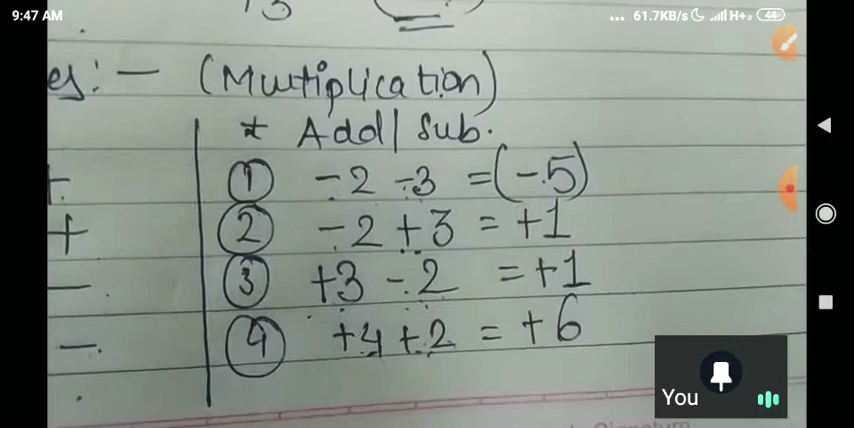 9:47 AM
... 61.7KB/s H+ 44
es:- (Multiplication)
* Add/Sub.
① -2 -3 = (-5)
+ ② -2 + 3 = +1
- ③ +3 - 2 = +1
- ④ +4 + 2 = +6
You